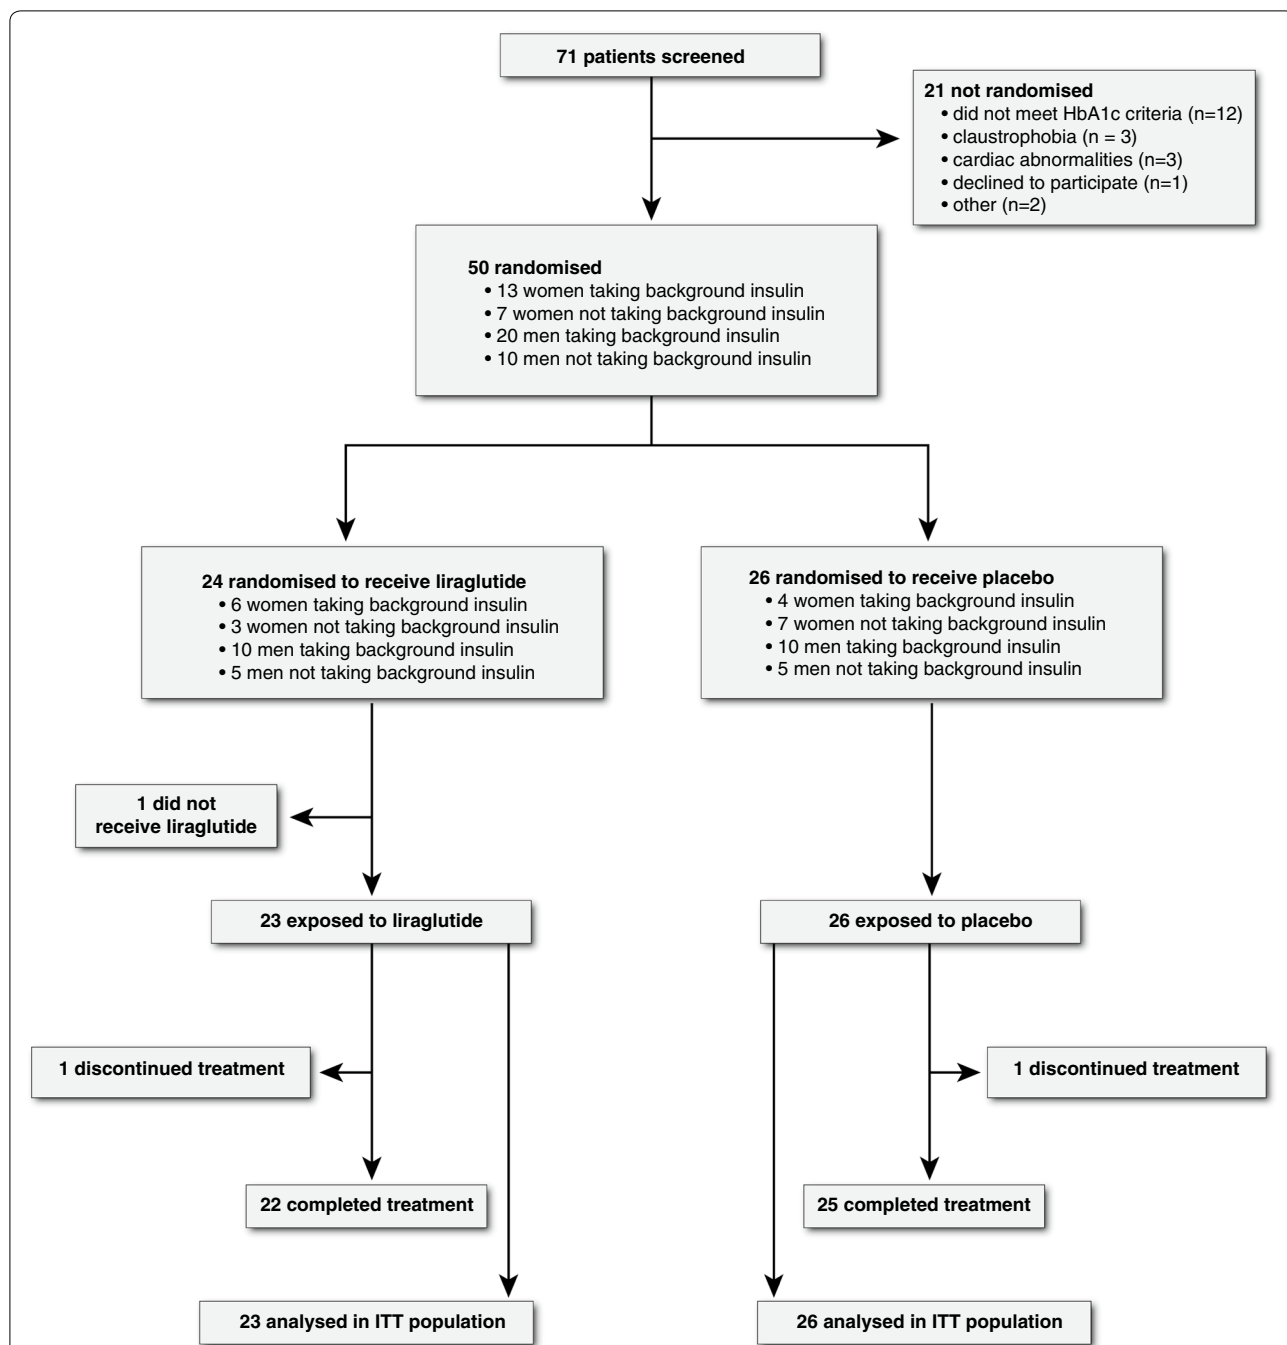 71 patients screened
21 not randomised
• did not meet HbA1c criteria (n=12)
• claustrophobia (n = 3)
• cardiac abnormalities (n=3)
• declined to participate (n=1)
• other (n=2)
50 randomised
• 13 women taking background insulin
• 7 women not taking background insulin
• 20 men taking background insulin
• 10 men not taking background insulin
24 randomised to receive liraglutide
• 6 women taking background insulin
• 3 women not taking background insulin
• 10 men taking background insulin
• 5 men not taking background insulin
26 randomised to receive placebo
• 4 women taking background insulin
• 7 women not taking background insulin
• 10 men taking background insulin
• 5 men not taking background insulin
1 did not
receive liraglutide
23 exposed to liraglutide
26 exposed to placebo
1 discontinued treatment
1 discontinued treatment
22 completed treatment
25 completed treatment
23 analysed in ITT population
26 analysed in ITT population